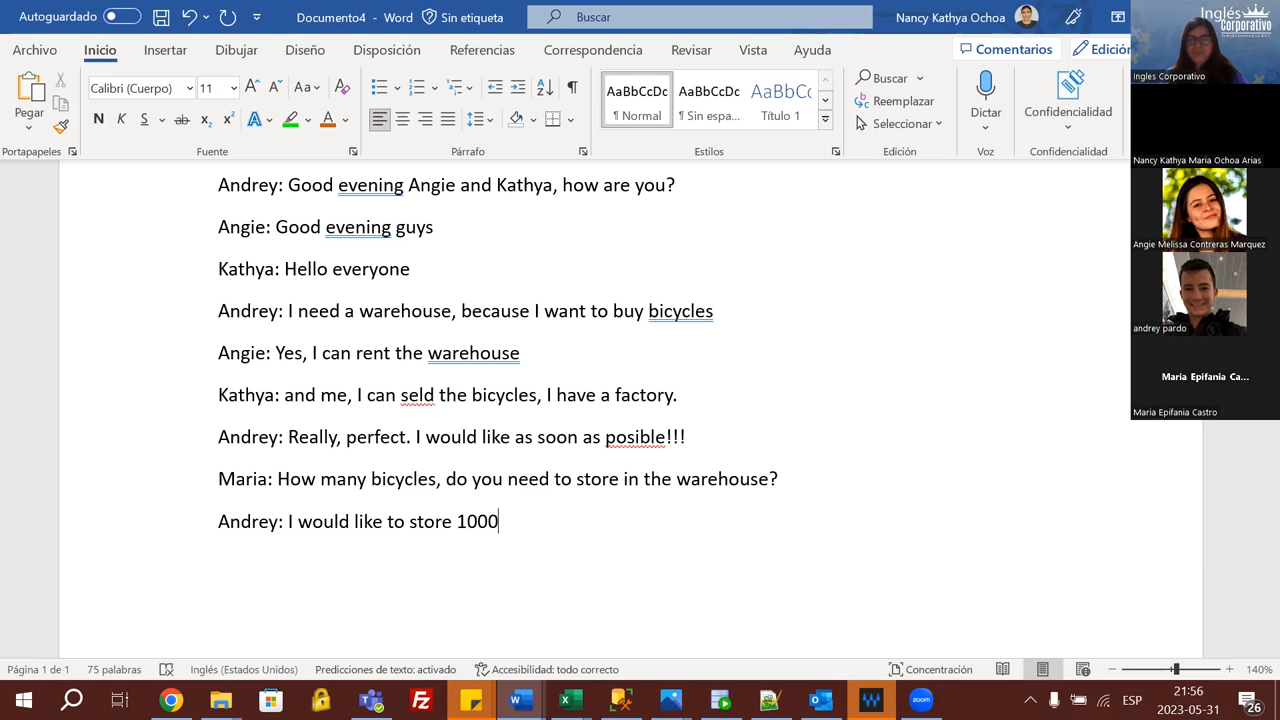 Autoguardado
Documento4 - Word
Sin etiqueta
Buscar
Nancy Kathya Ochoa
Archivo
Inicio
Insertar
Dibujar
Diseño
Disposición
Referencias
Correspondencia
Revisar
Vista
Ayuda
Comentarios
Edición
Pegar
Calibri (Cuerpo)
11
N
K
S
AaBbCcDc
AaBbCcDc
AaBbCc
¶ Normal
¶ Sin espa...
Título 1
Buscar
Reemplazar
Seleccionar
Dictar
Confidencialidad
Portapapeles
Fuente
Párrafo
Estilos
Edición
Voz
Confidencialidad
Inglés
Corporativo
Ingles Corporativo
Nancy Kathya Maria Ochoa Arias
Angie Melissa Contreras Marquez
andrey pardo
Maria Epifania Ca...
Maria Epifania Castro
Andrey: Good evening Angie and Kathya, how are you?
Angie: Good evening guys
Kathya: Hello everyone
Andrey: I need a warehouse, because I want to buy bicycles
Angie: Yes, I can rent the warehouse
Kathya: and me, I can seld the bicycles, I have a factory.
Andrey: Really, perfect. I would like as soon as posible!!!
Maria: How many bicycles, do you need to store in the warehouse?
Andrey: I would like to store 1000
Página 1 de 1
75 palabras
Inglés (Estados Unidos)
Predicciones de texto: activado
Accesibilidad: todo correcto
Concentración
140%
ESP
21:56
2023-05-31
26